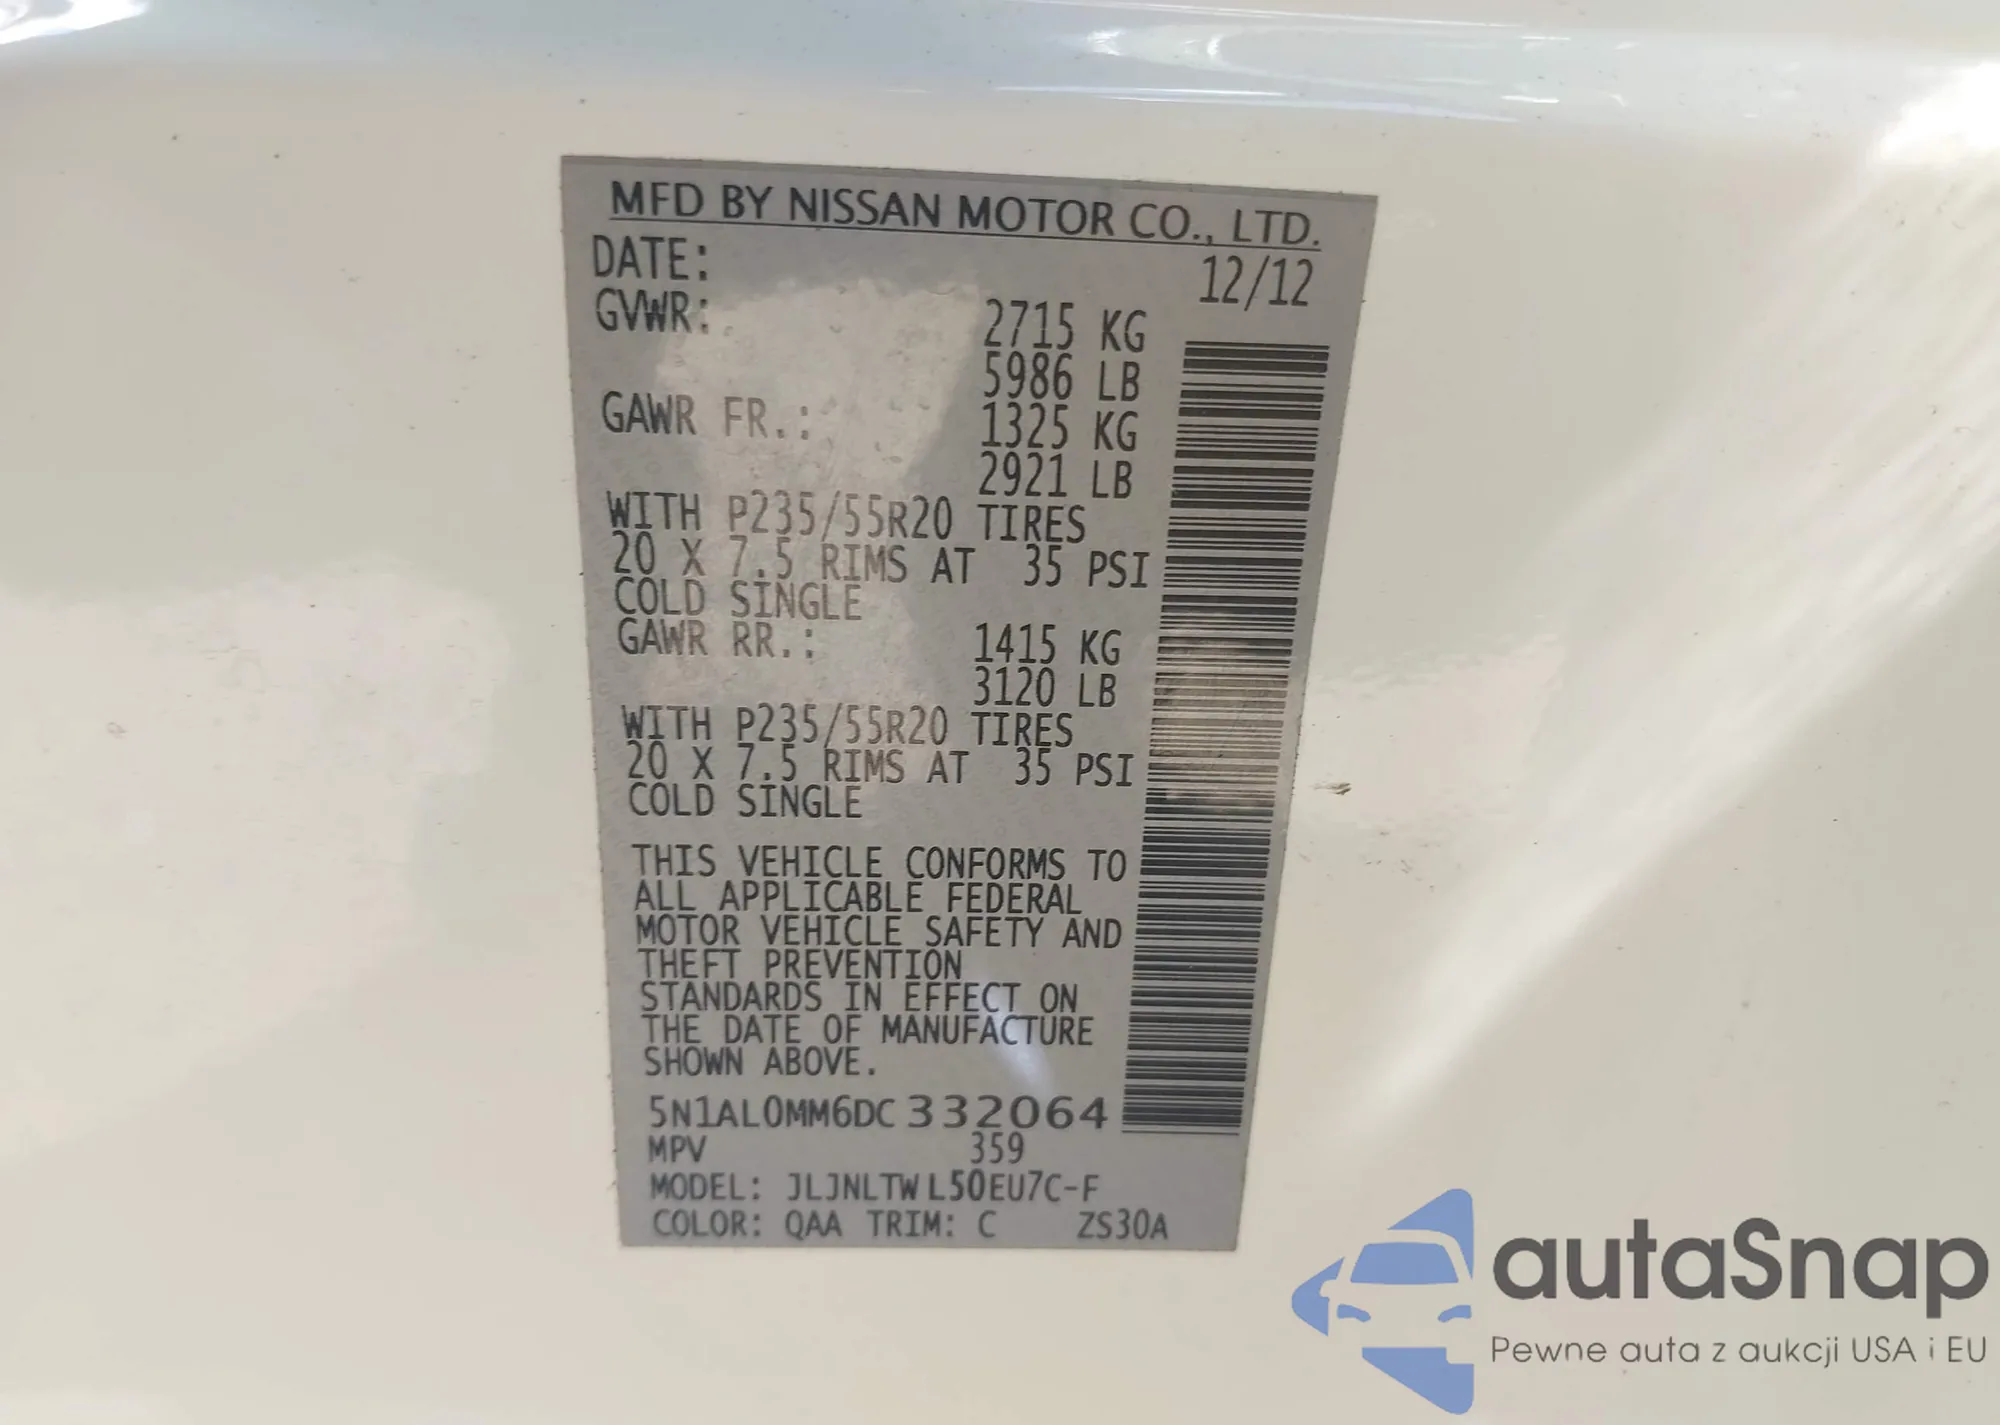 MFD BY NISSAN MOTOR CO., LTD.
DATE: 12/12
GVWR: 2715 KG
5986 LB
GAWR FR.: 1325 KG
2921 LB
WITH P235/55R20 TIRES
20 X 7.5 RIMS AT 35 PSI
COLD SINGLE
GAWR RR.: 1415 KG
3120 LB
WITH P235/55R20 TIRES
20 X 7.5 RIMS AT 35 PSI
COLD SINGLE
THIS VEHICLE CONFORMS TO
ALL APPLICABLE FEDERAL
MOTOR VEHICLE SAFETY AND
THEFT PREVENTION
STANDARDS IN EFFECT ON
THE DATE OF MANUFACTURE
SHOWN ABOVE.
5N1AL0MM6DC332064
MPV 359
MODEL: JLJNLTWL50EU7C-F
COLOR: QAA TRIM: C ZS30A
autaSnap
Pewne auta z aukcji USA i EU